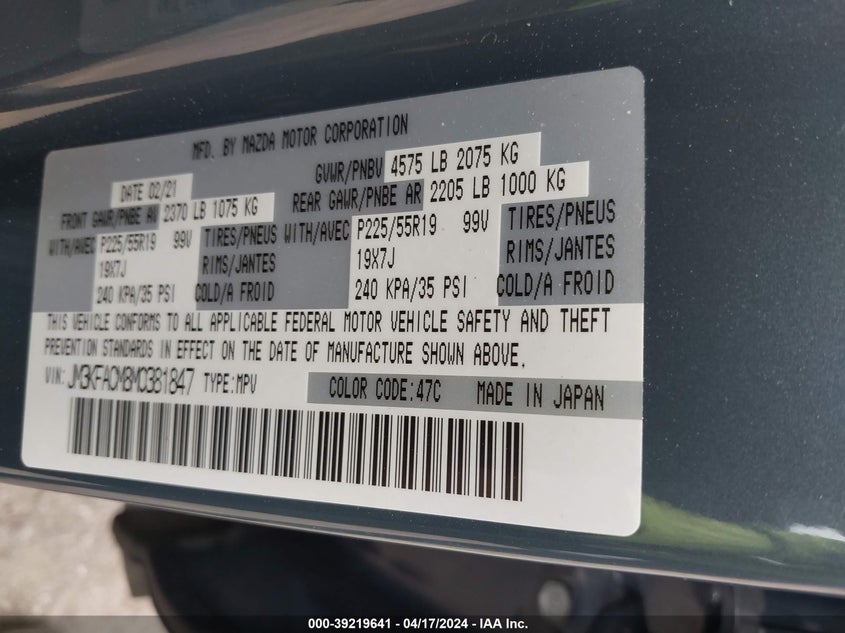 MFD. BY MAZDA MOTOR CORPORATION
DATE 02/21 GVWR/PNBV 4575 LB 2075 KG
FRONT GAWR/PNBE AV 2370 LB 1075 KG REAR GAWR/PNBE AR 2205 LB 1000 KG
WITH/AVEC P225/55R19 99V TIRES/PNEUS WITH/AVEC P225/55R19 99V TIRES/PNEUS
19X7J RIMS/JANTES 19X7J RIMS/JANTES
240 KPA/35 PSI COLD/A FROID 240 KPA/35 PSI COLD/A FROID
THIS VEHICLE CONFORMS TO ALL APPLICABLE FEDERAL MOTOR VEHICLE SAFETY AND THEFT
PREVENTION STANDARDS IN EFFECT ON THE DATE OF MANUFACTURE SHOWN ABOVE.
VIN: JM3KFACM8M0381847 TYPE:MPV COLOR CODE:47C MADE IN JAPAN
000-39219641 - 04/17/2024 - IAA Inc.